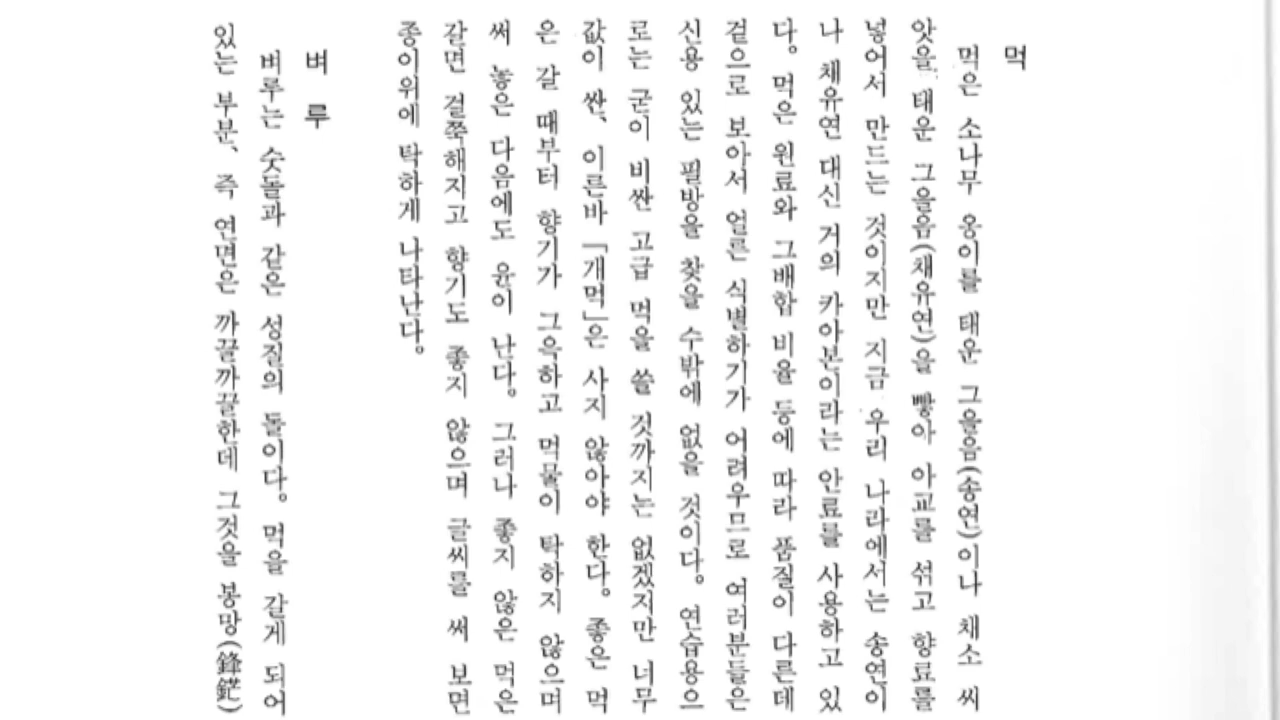 먹
먹은 소나무 옹이를 태운 그을음(송연)이나 채소 씨
앗을 태운 그을음(채유연)을 빻아 아교를 섞고 향료를
넣어서 만드는 것이지만 지금 우리 나라에서는 송연이
나 채유연 대신 거의 카아본이라는 안료를 사용하고 있
다. 먹은 원료와 그배합 비율 등에 따라 품질이 다른데
겉으로 보아서 얼른 식별하기가 어려우므로 여러분들은
신용 있는 필방을 찾을 수밖에 없을 것이다. 연습용으
로는 굳이 비싼 고급 먹을 쓸 것까지는 없겠지만 너무
값이 싼, 이른바 「개먹」은 사지 않아야 한다. 좋은 먹
은 갈 때부터 향기가 그윽하고 먹물이 탁하지 않으며
써 놓은 다음에도 윤이 난다. 그러나 좋지 않은 먹은
갈면 걸쭉해지고 향기도 좋지 않으며 글씨를 써 보면
종이위에 탁하게 나타난다.
벼루
벼루는 숫돌과 같은 성질의 돌이다. 먹을 갈게 되어
있는 부분, 즉 연면은 까끌까끌한데 그것을 봉망(鋒鋩)